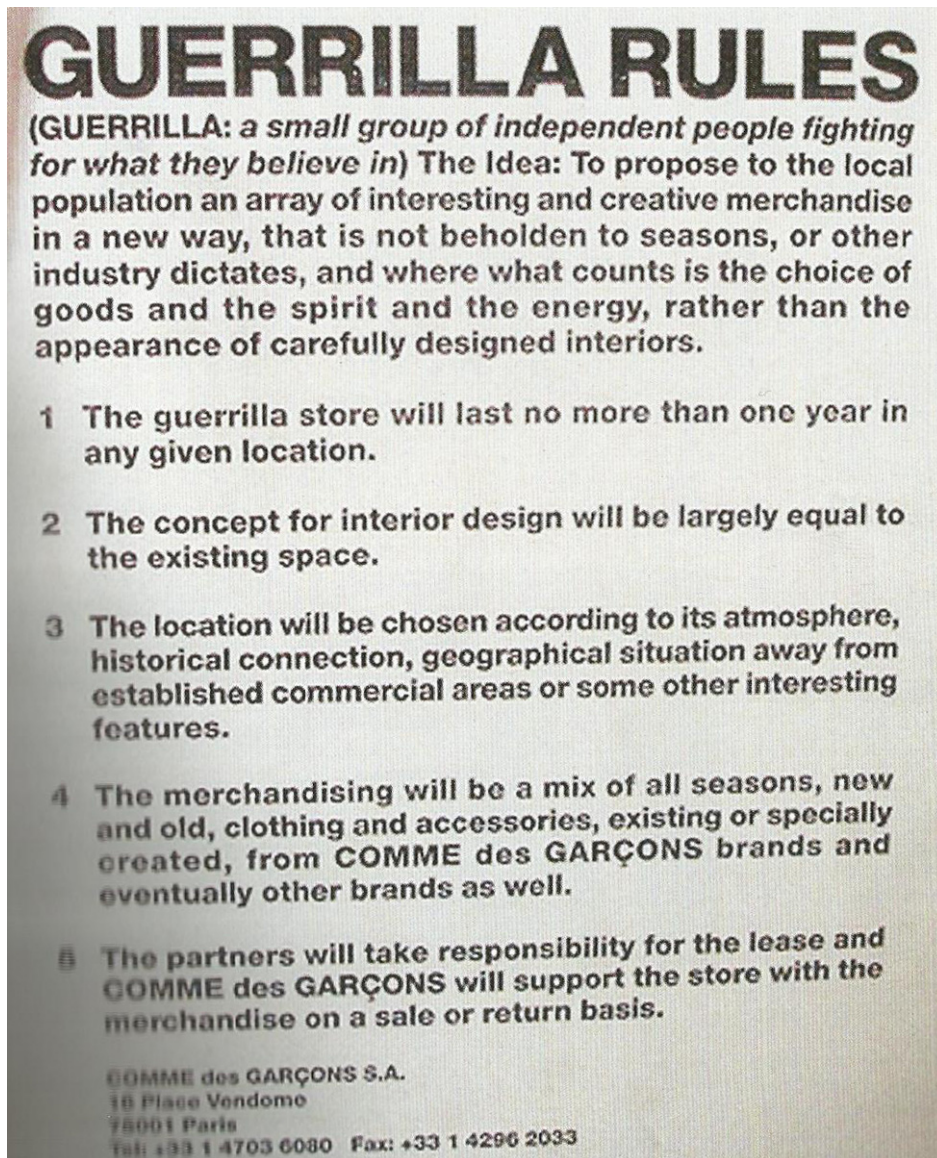 GUERRILLA RULES
(GUERRILLA: a small group of independent people fighting
for what they believe in) The Idea: To propose to the local
population an array of interesting and creative merchandise
in a new way, that is not beholden to seasons, or other
industry dictates, and where what counts is the choice of
goods and the spirit and the energy, rather than the
appearance of carefully designed interiors.
1 The guerrilla store will last no more than one year in
any given location.
2 The concept for interior design will be largely equal to
the existing space.
3 The location will be chosen according to its atmosphere,
historical connection, geographical situation away from
established commercial areas or some other interesting
features.
4 The merchandising will be a mix of all seasons, new
and old, clothing and accessories, existing or specially
created, from COMME des GARÇONS brands and
eventually other brands as well.
5 The partners will take responsibility for the lease and
COMME des GARÇONS will support the store with the
merchandise on a sale or return basis.
COMME des GARÇONS S.A.
16 Place Vendome
75001 Paris
Tel: +33 1 4703 6080 Fax: +33 1 4296 2033